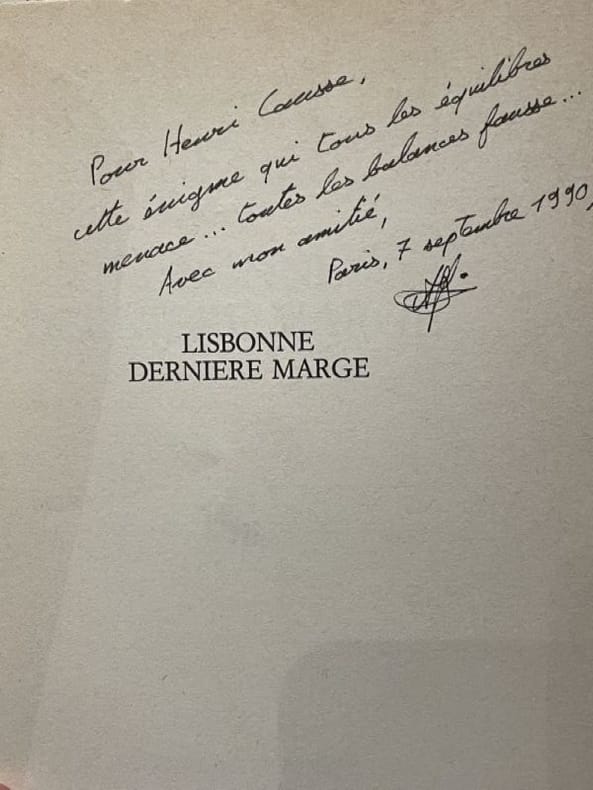 Pour Henri Causse,
cette énigme qui tous les équilibres
menace... toutes les balances fausse...
Avec mon amitié,
Paris, 7 septembre 1990,
LISBONNE
DERNIERE MARGE